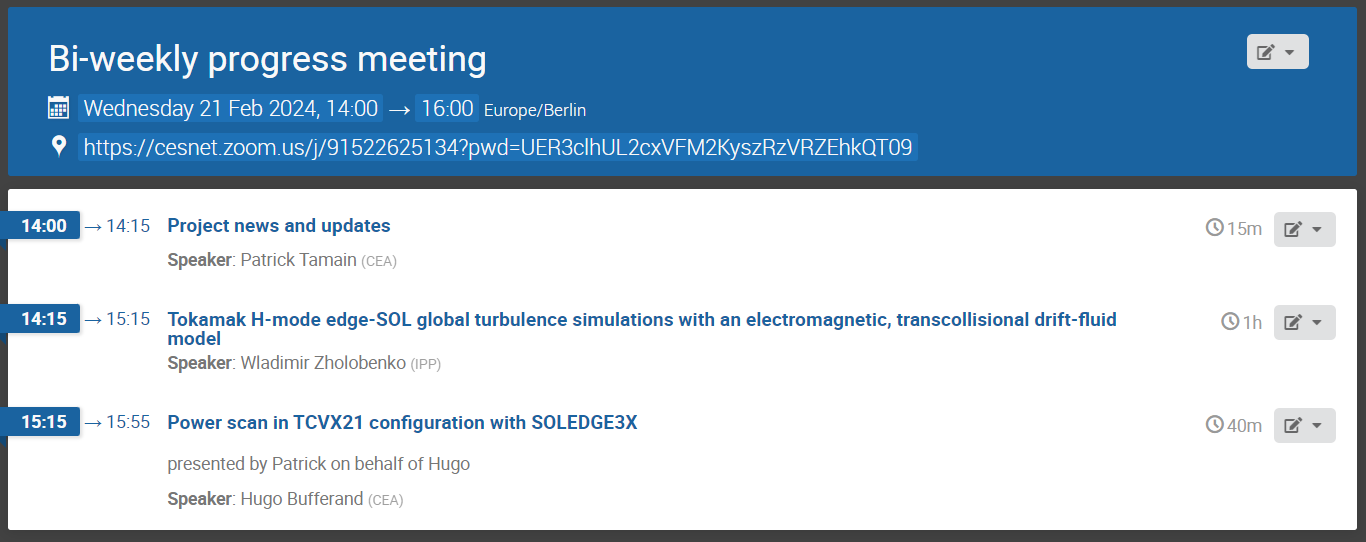 Bi-weekly progress meeting
Wednesday 21 Feb 2024, 14:00 → 16:00 Europe/Berlin
https://cesnet.zoom.us/j/91522625134?pwd=UER3clhUL2cxVFM2KyszRzVRZEhkQT09
14:00 → 14:15 Project news and updates 15m
Speaker: Patrick Tamain (CEA)
14:15 → 15:15 Tokamak H-mode edge-SOL global turbulence simulations with an electromagnetic, transcollisional drift-fluid 1h
model
Speaker: Wladimir Zholobenko (IPP)
15:15 → 15:55 Power scan in TCVX21 configuration with SOLEDGE3X 40m
presented by Patrick on behalf of Hugo
Speaker: Hugo Bufferand (CEA)